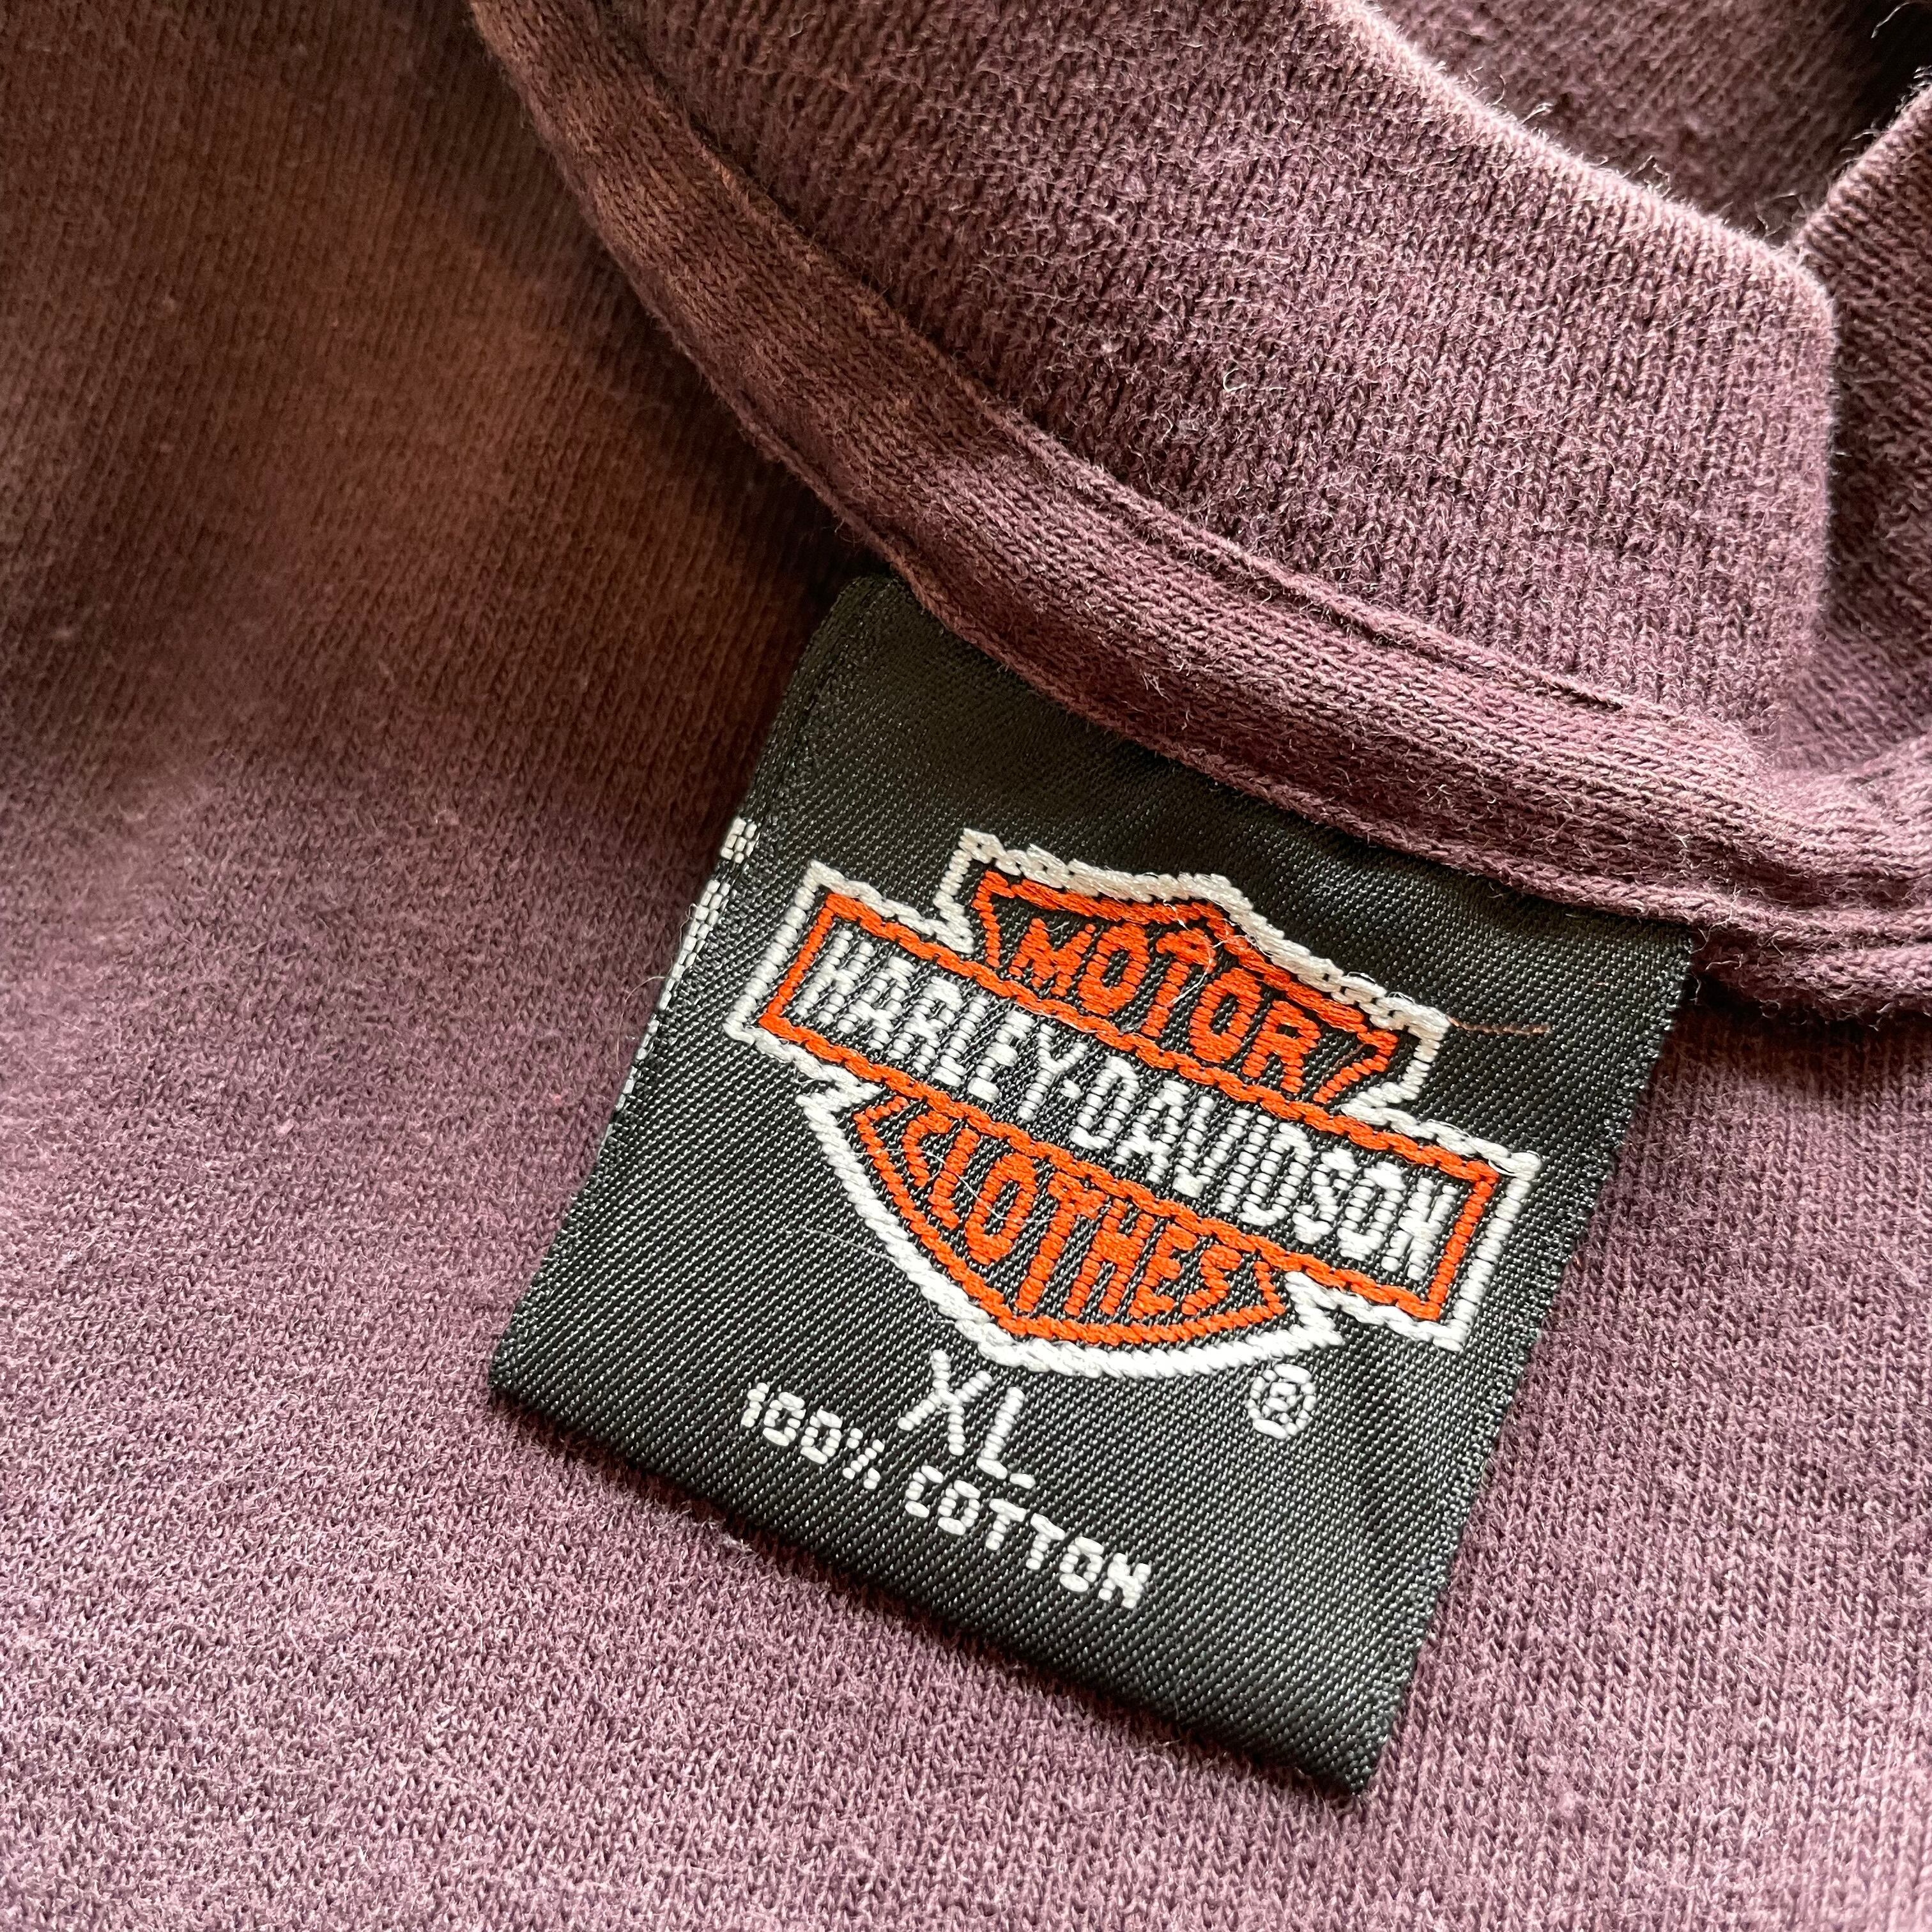 MOTOR
HARLEY-DAVIDSON
CLOTHES
®
XL
100% COTTON